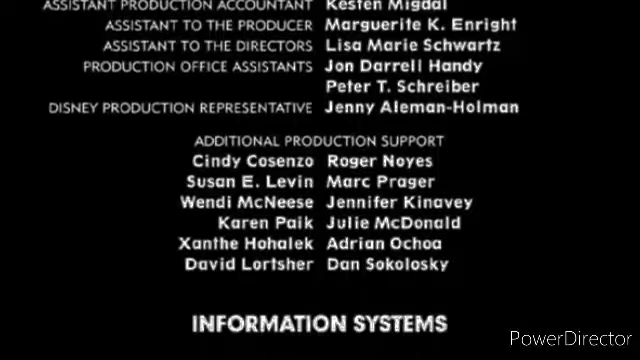 ASSISTANT PRODUCTION ACCOUNTANT Kesten Migdal
ASSISTANT TO THE PRODUCER Marguerite K. Enright
ASSISTANT TO THE DIRECTORS Lisa Marie Schwartz
PRODUCTION OFFICE ASSISTANTS Jon Darrell Handy
Peter T. Schreiber
DISNEY PRODUCTION REPRESENTATIVE Jenny Aleman-Holman
ADDITIONAL PRODUCTION SUPPORT
Cindy Cosenzo Roger Noyes
Susan E. Levin Marc Prager
Wendi McNeese Jennifer Kinavey
Karen Paik Julie McDonald
Xanthe Hohalek Adrian Ochoa
David Lortsher Dan Sokolosky
INFORMATION SYSTEMS
PowerDirector